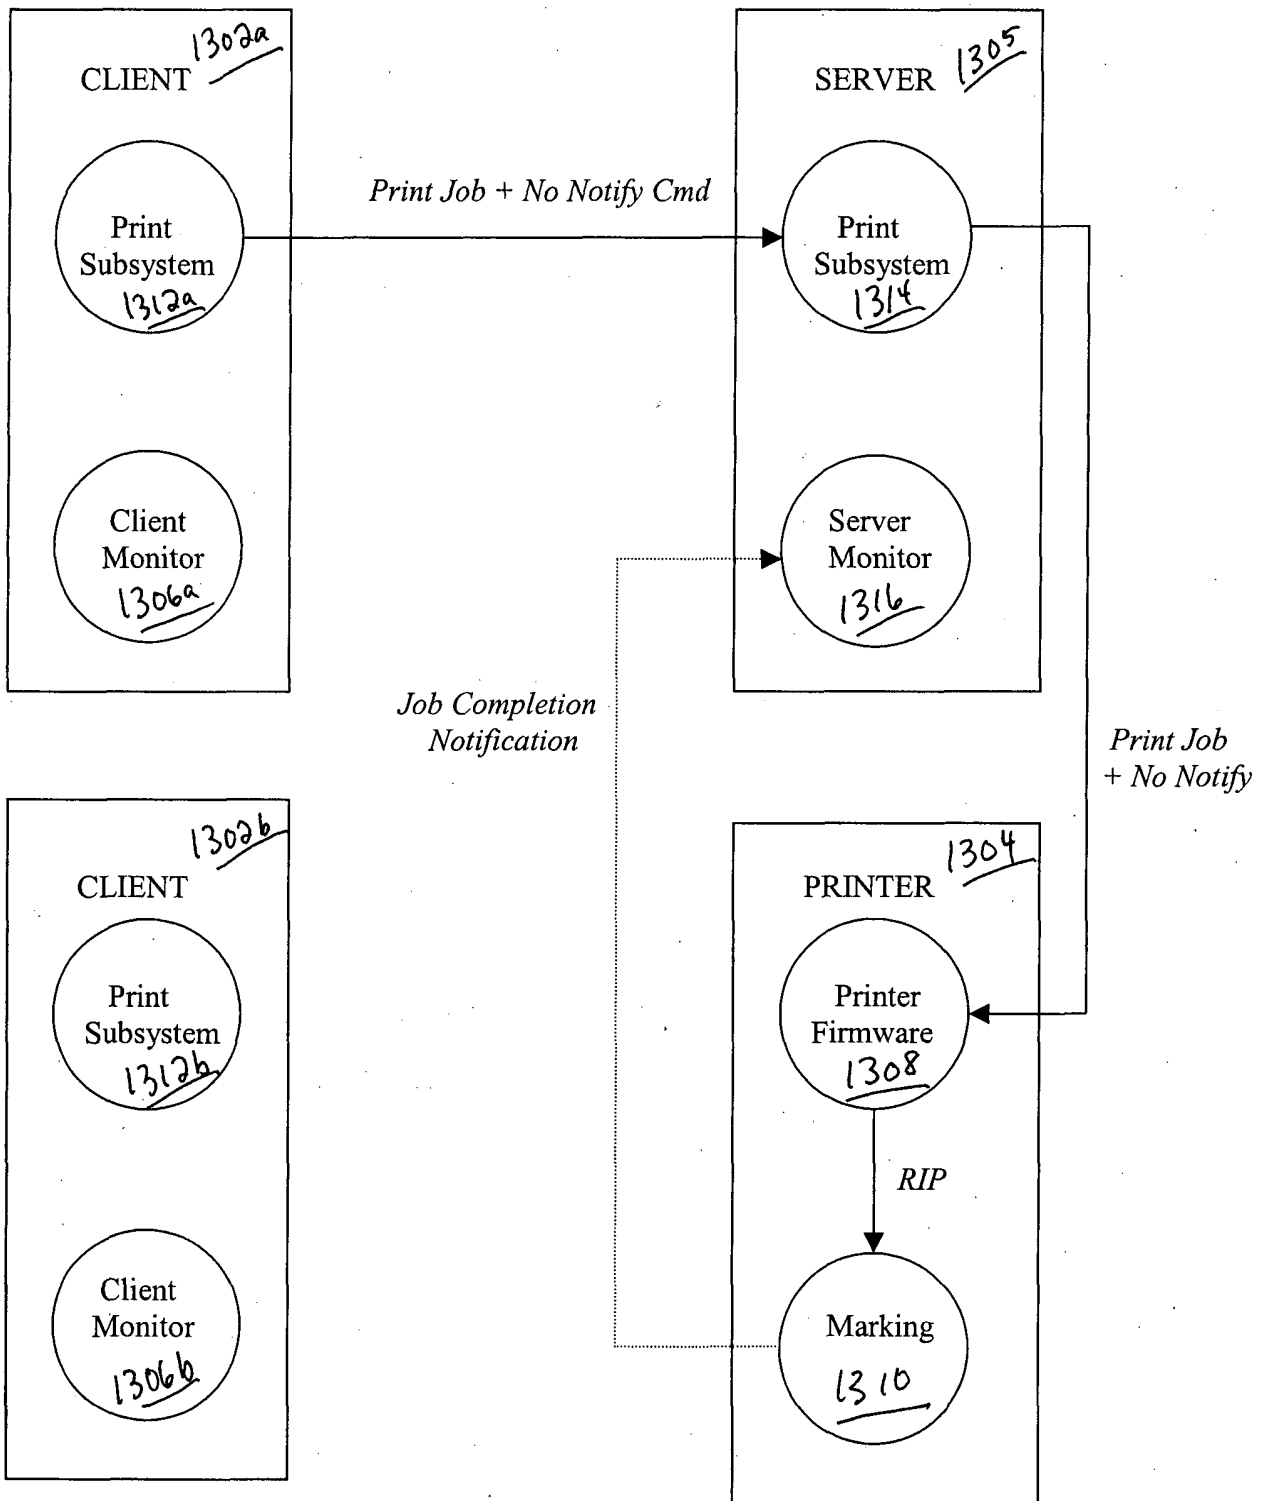 1302a
CLIENT
Print
Subsystem
1312a
Client
Monitor
1306a
Print Job + No Notify Cmd
1305
SERVER
Print
Subsystem
1314
Server
Monitor
1316
Job Completion
Notification
Print Job
+ No Notify
1302b
CLIENT
Print
Subsystem
1312b
Client
Monitor
1306b
1304
PRINTER
Printer
Firmware
1308
RIP
Marking
1310